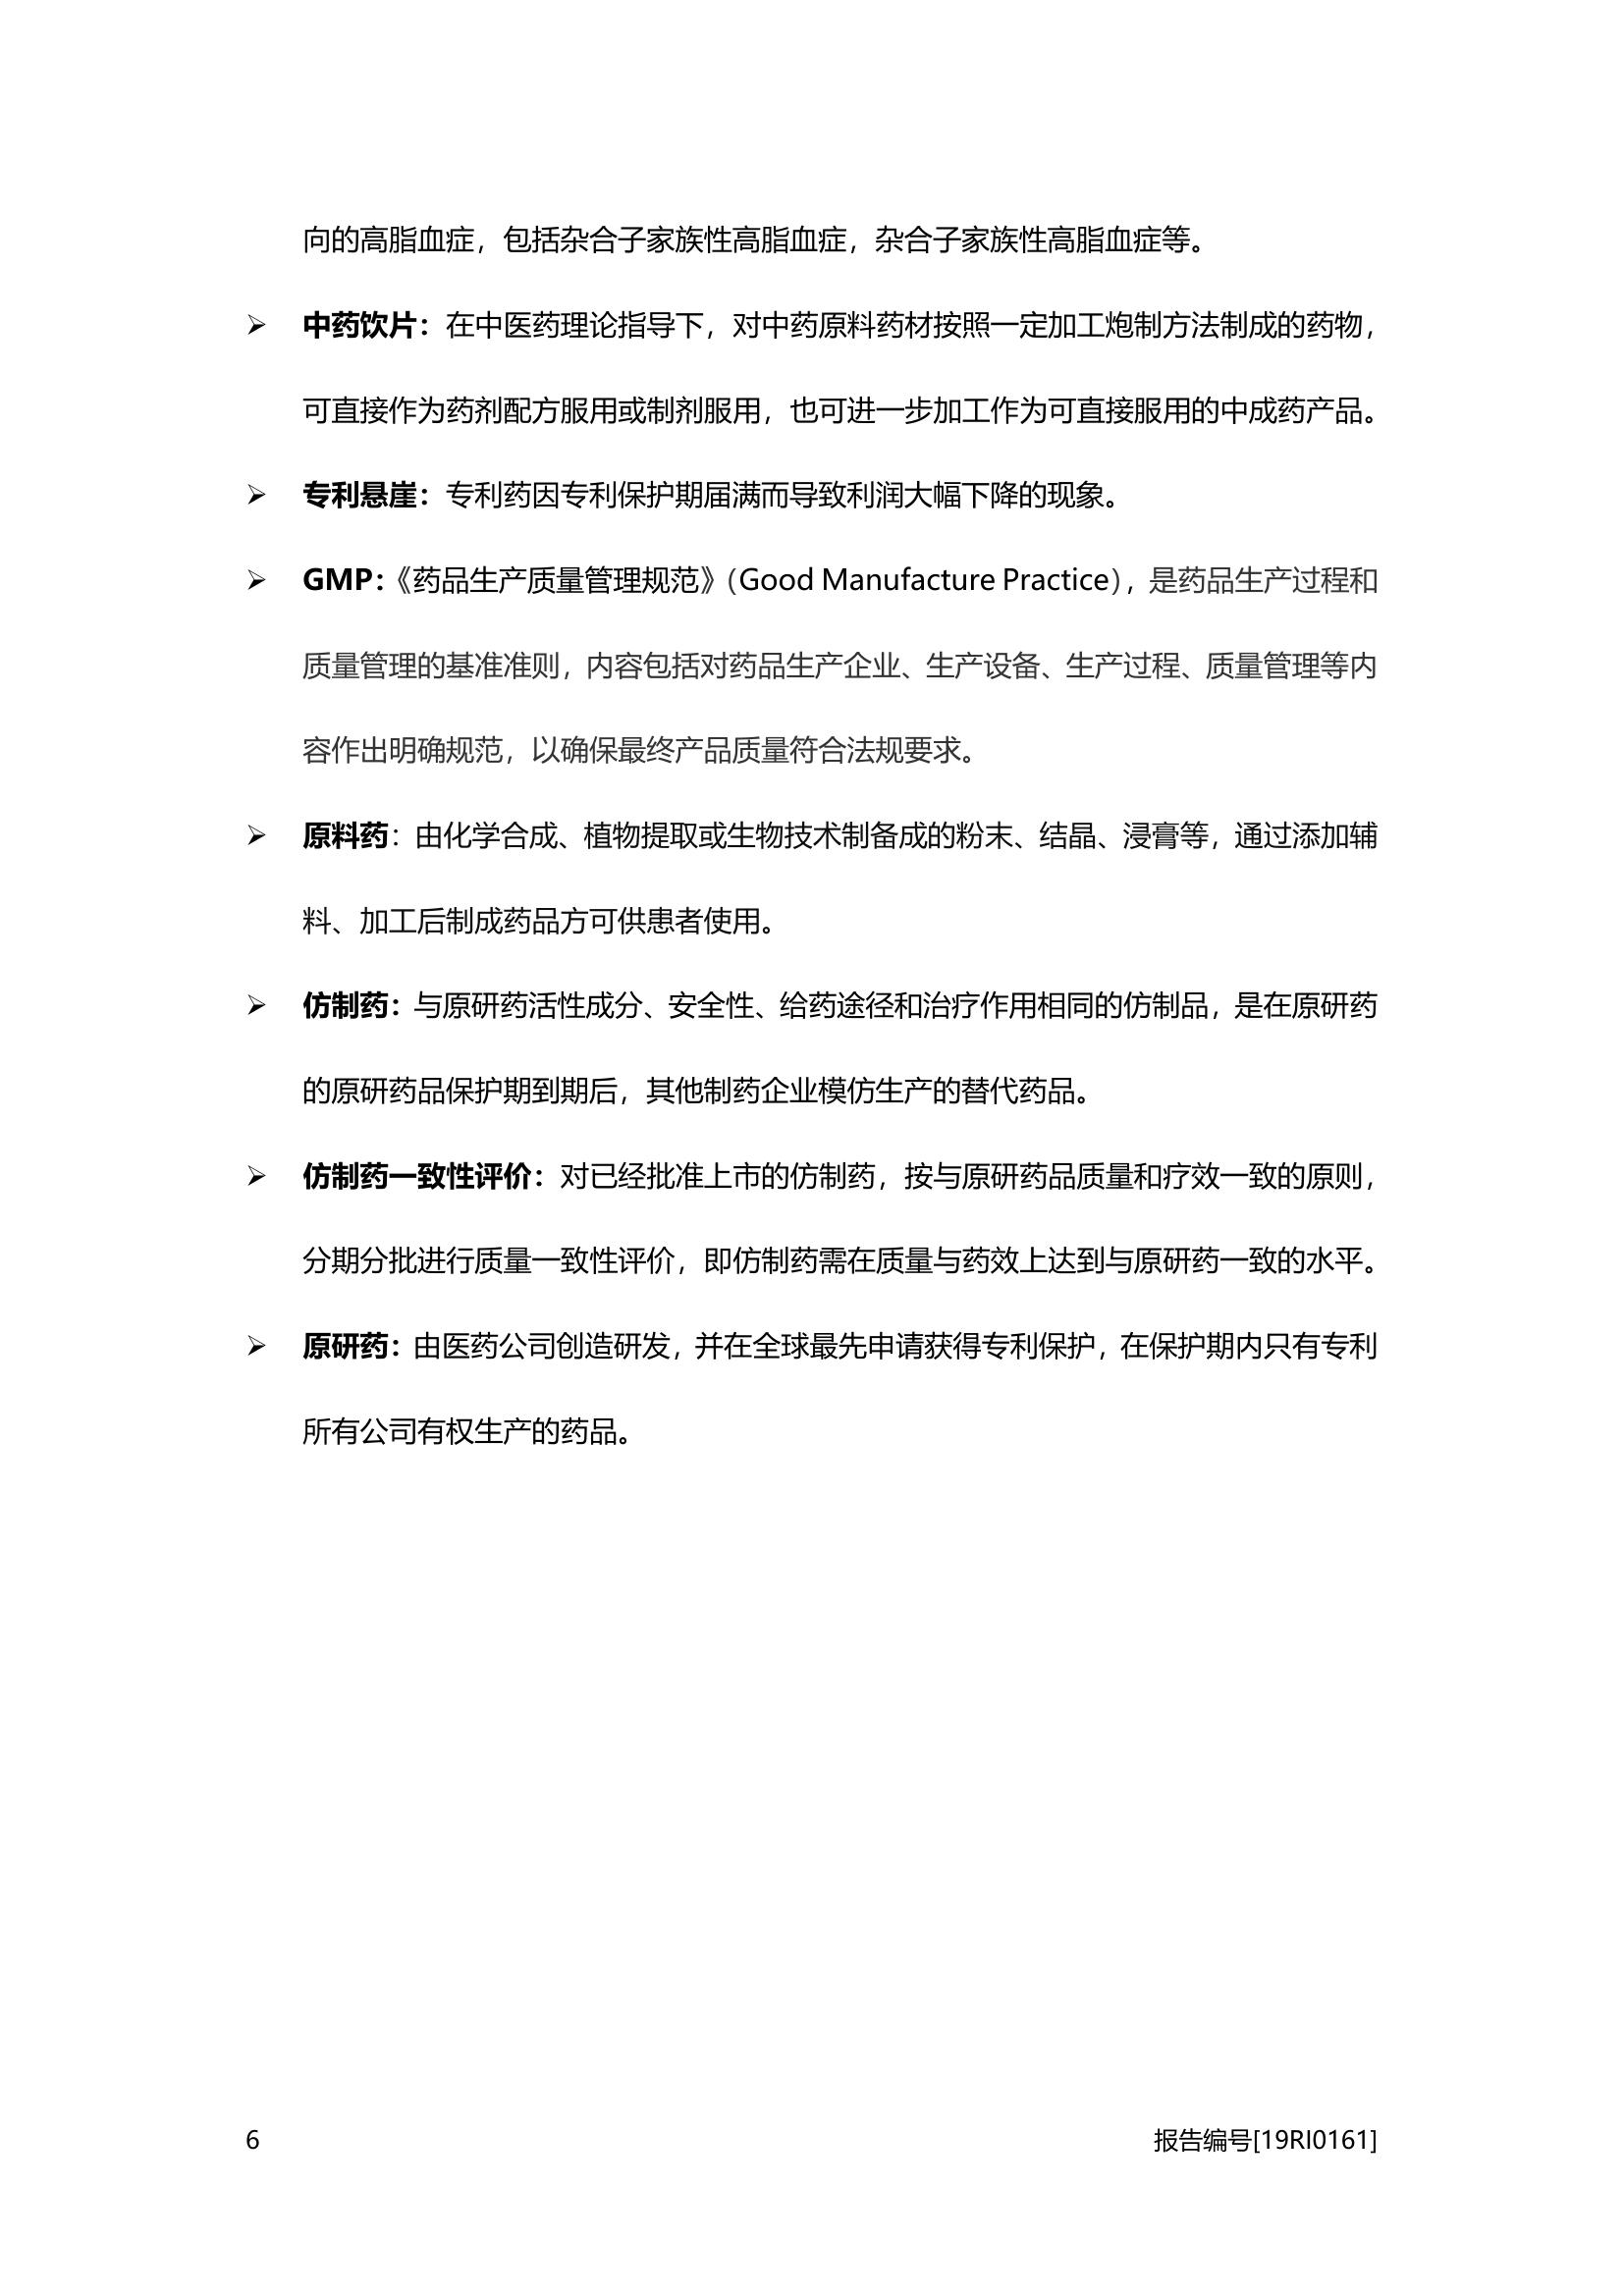 向的高脂血症，包括杂合子家族性高脂血症，杂合子家族性高脂血症等。
➢ 中药饮片：在中医药理论指导下，对中药原料药材按照一定加工炮制方法制成的药物，
可直接作为药剂配方服用或制剂服用，也可进一步加工作为可直接服用的中成药产品。
➢ 专利悬崖：专利药因专利保护期届满而导致利润大幅下降的现象。
➢ GMP：《药品生产质量管理规范》（Good Manufacture Practice），是药品生产过程和
质量管理的基准准则，内容包括对药品生产企业、生产设备、生产过程、质量管理等内
容作出明确规范，以确保最终产品质量符合法规要求。
➢ 原料药：由化学合成、植物提取或生物技术制备成的粉末、结晶、浸膏等，通过添加辅
料、加工后制成药品方可供患者使用。
➢ 仿制药：与原研药活性成分、安全性、给药途径和治疗作用相同的仿制品，是在原研药
的原研药品保护期到期后，其他制药企业模仿生产的替代药品。
➢ 仿制药一致性评价：对已经批准上市的仿制药，按与原研药品质量和疗效一致的原则，
分期分批进行质量一致性评价，即仿制药需在质量与药效上达到与原研药一致的水平。
➢ 原研药：由医药公司创造研发，并在全球最先申请获得专利保护，在保护期内只有专利
所有公司有权生产的药品。
6 报告编号[19RI0161]